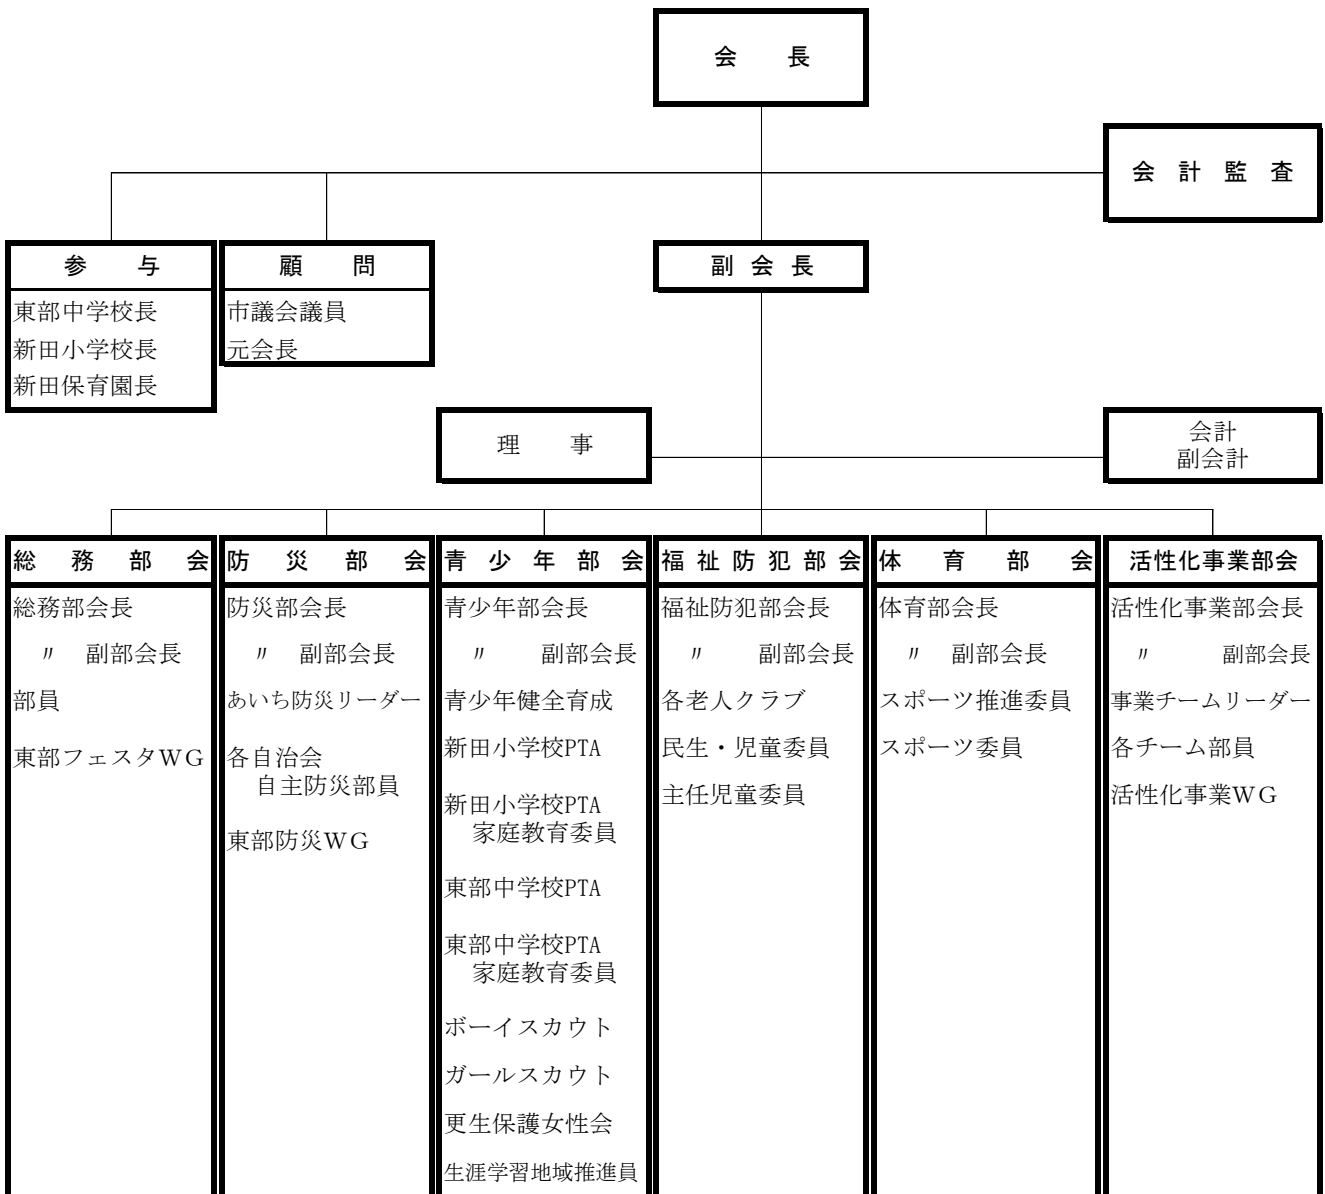 会長
会計監査
参与
東部中学校長
新田小学校長
新田保育園長
顧問
市議会議員
元会長
副会長
理事
会計
副会計
総務部会
総務部会長
〃 副部会長
部員
東部フェスタWG
防災部会
防災部会長
〃 副部会長
あいち防災リーダー
各自治会
自主防災部員
東部防災WG
青少年部会
青少年部会長
〃 副部会長
青少年健全育成
新田小学校PTA
新田小学校PTA
家庭教育委員
東部中学校PTA
東部中学校PTA
家庭教育委員
ボーイスカウト
ガールスカウト
更生保護女性会
生涯学習地域推進員
福祉防犯部会
福祉防犯部会長
〃 副部会長
各老人クラブ
民生・児童委員
主任児童委員
体育部会
体育部会長
〃 副部会長
スポーツ推進委員
スポーツ委員
活性化事業部会
活性化事業部会長
〃 副部会長
事業チームリーダー
各チーム部員
活性化事業WG